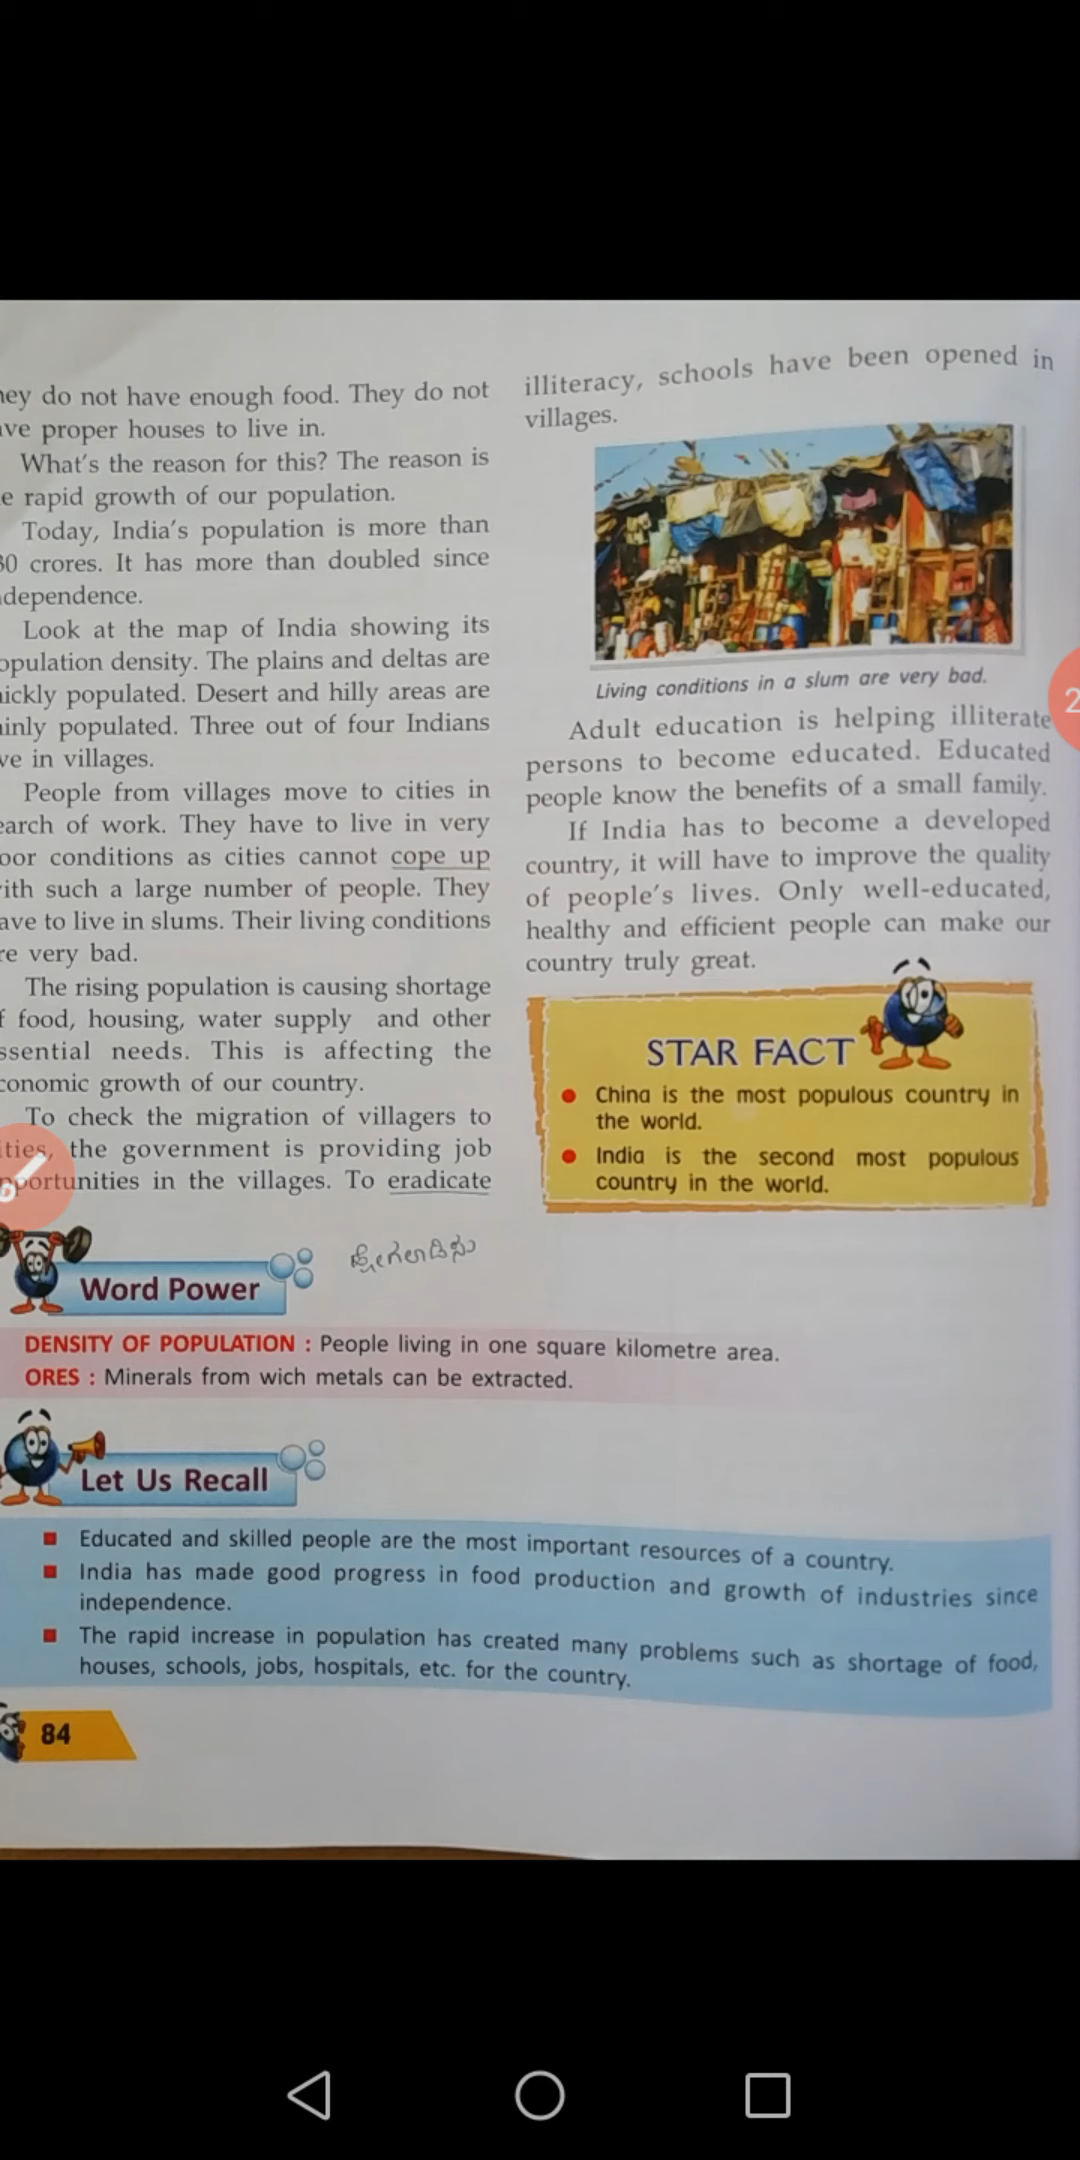 ey do not have enough food. They do not
ve proper houses to live in.
What's the reason for this? The reason is
e rapid growth of our population.
Today, India's population is more than
30 crores. It has more than doubled since
dependence.
Look at the map of India showing its
opulation density. The plains and deltas are
ickly populated. Desert and hilly areas are
inly populated. Three out of four Indians
ve in villages.
People from villages move to cities in
earch of work. They have to live in very
oor conditions as cities cannot cope up
ith such a large number of people. They
ave to live in slums. Their living conditions
re very bad.
The rising population is causing shortage
f food, housing, water supply and other
ssential needs. This is affecting the
conomic growth of our country.
To check the migration of villagers to
ities, the government is providing job
pportunities in the villages. To eradicate
illiteracy, schools have been opened in
villages.
Living conditions in a slum are very bad.
Adult education is helping illiterate
persons to become educated. Educated
people know the benefits of a small family.
If India has to become a developed
country, it will have to improve the quality
of people's lives. Only well-educated,
healthy and efficient people can make our
country truly great.
STAR FACT
China is the most populous country in
the world.
India is the second most populous
country in the world.
2
Word Power
DENSITY OF POPULATION : People living in one square kilometre area.
ORES : Minerals from wich metals can be extracted.
Let Us Recall
Educated and skilled people are the most important resources of a country.
India has made good progress in food production and growth of industries since
independence.
The rapid increase in population has created many problems such as shortage of food,
houses, schools, jobs, hospitals, etc. for the country.
84